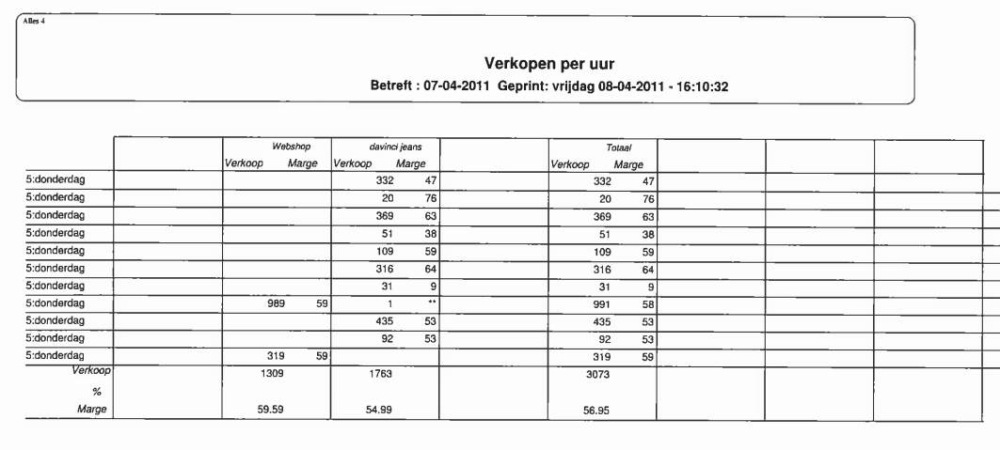 Alles 4
Verkopen per uur
Betreft : 07-04-2011 Geprint: vrijdag 08-04-2011 - 16:10:32
Webshop davinci jeans Totaal
Verkoop Marge Verkoop Marge Verkoop Marge
5:donderdag 332 47 332 47
5:donderdag 20 76 20 76
5:donderdag 369 63 369 63
5:donderdag 51 38 51 38
5:donderdag 109 59 109 59
5:donderdag 316 64 316 64
5:donderdag 31 9 31 9
5:donderdag 989 59 1 ** 991 58
5:donderdag 435 53 435 53
5:donderdag 92 53 92 53
5:donderdag 319 59 319 59
Verkoop 1309 1763 3073
%
Marge 59.59 54.99 56.95